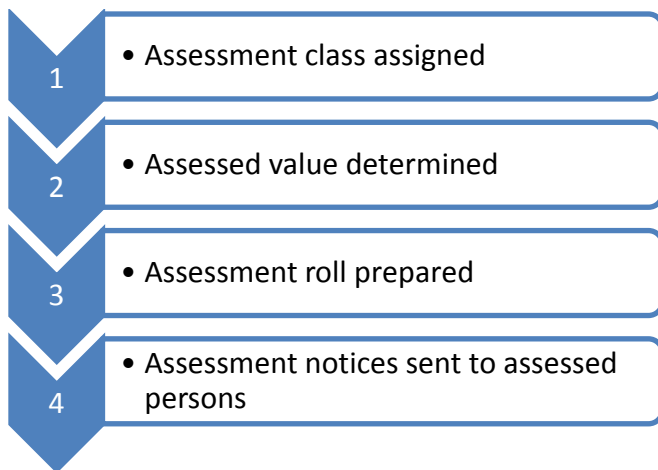 1
• Assessment class assigned
2
• Assessed value determined
3
• Assessment roll prepared
4
• Assessment notices sent to assessed
persons